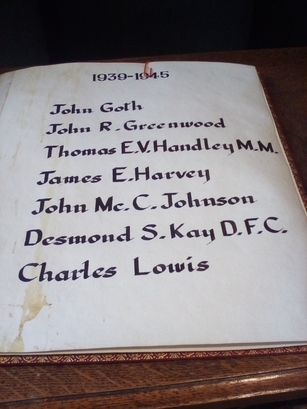 1939-1945
John Goth
John R. Greenwood
Thomas E.V. Handley M.M.
James E. Harvey
John Mc. C. Johnson
Desmond S. Kay D.F.C.
Charles Lowis